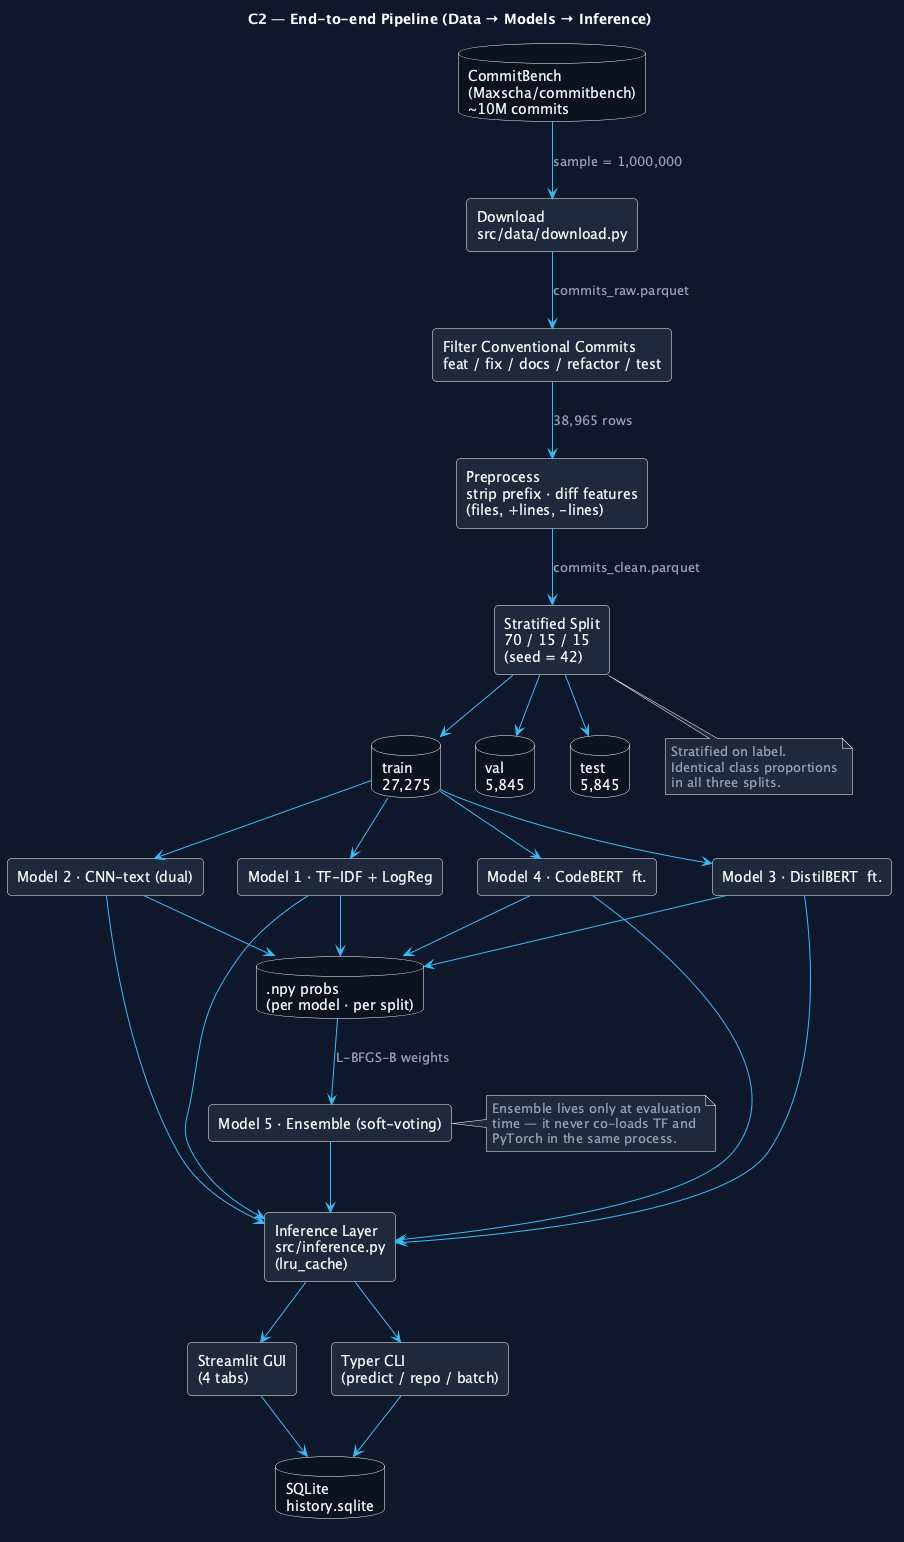 C2 — End-to-end Pipeline (Data → Models → Inference)
CommitBench
(Maxscha/commitbench)
~10M commits
sample = 1,000,000
Download
src/data/download.py
commits_raw.parquet
Filter Conventional Commits
feat / fix / docs / refactor / test
38,965 rows
Preprocess
strip prefix · diff features
(files, +lines, -lines)
commits_clean.parquet
Stratified Split
70 / 15 / 15
(seed = 42)
train
27,275
val
5,845
test
5,845
Stratified on label.
Identical class proportions
in all three splits.
Model 2 · CNN-text (dual)
Model 1 · TF-IDF + LogReg
Model 4 · CodeBERT  ft.
Model 3 · DistilBERT  ft.
.npy probs
(per model · per split)
L-BFGS-B weights
Model 5 · Ensemble (soft-voting)
Ensemble lives only at evaluation
time — it never co-loads TF and
PyTorch in the same process.
Inference Layer
src/inference.py
(lru_cache)
Streamlit GUI
(4 tabs)
Typer CLI
(predict / repo / batch)
SQLite
history.sqlite